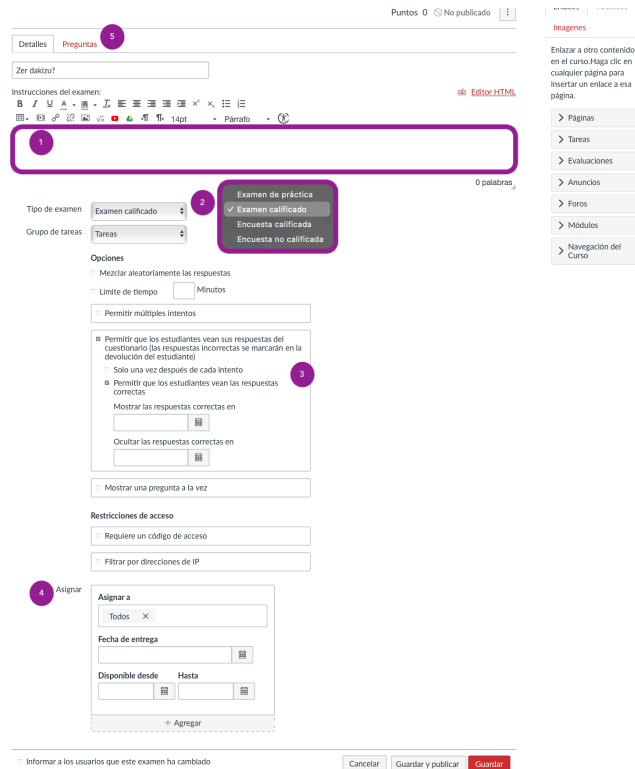 Puntos 0 No publicado
Detalles Preguntas 5
Zer dakizu?
Instrucciones del examen: Editor HTML
B I U A
14pt Párrafo
1
0 palabras
Tipo de examen Examen calificado 2
Grupo de tareas Tareas
Examen de práctica
✓ Examen calificado
Encuesta calificada
Encuesta no calificada
Opciones
Mezclar aleatoriamente las respuestas
Límite de tiempo Minutos
Permitir múltiples intentos
Permitir que los estudiantes vean sus respuestas del
cuestionario (las respuestas incorrectas se marcarán en la
devolución del estudiante)
Solo una vez después de cada intento
3
Permitir que los estudiantes vean las respuestas
correctas
Mostrar las respuestas correctas en
Ocultar las respuestas correctas en
Mostrar una pregunta a la vez
Restricciones de acceso
Requiere un código de acceso
Filtrar por direcciones de IP
4 Asignar
Asignar a
Todos X
Fecha de entrega
Disponible desde Hasta
+ Agregar
Informar a los usuarios que este examen ha cambiado
Cancelar Guardar y publicar Guardar
Imagenes
Enlazar a otro contenido
en el curso.Haga clic en
cualquier página para
insertar un enlace a esa
página.
Páginas
Tareas
Evaluaciones
Anuncios
Foros
Módulos
Navegación del
Curso